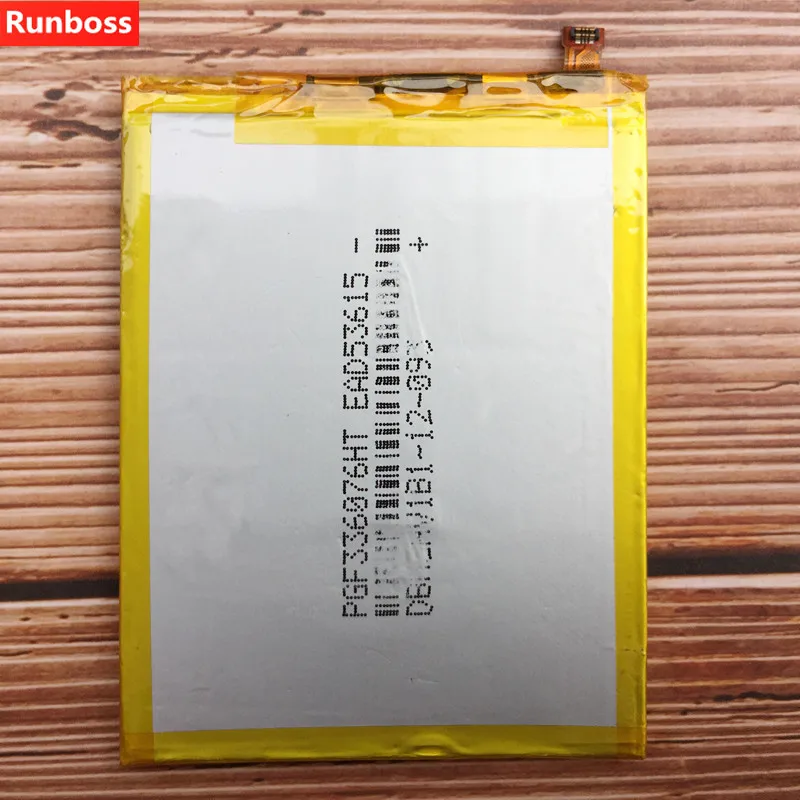 Runboss
PGF336076HT EAD53615 -
+